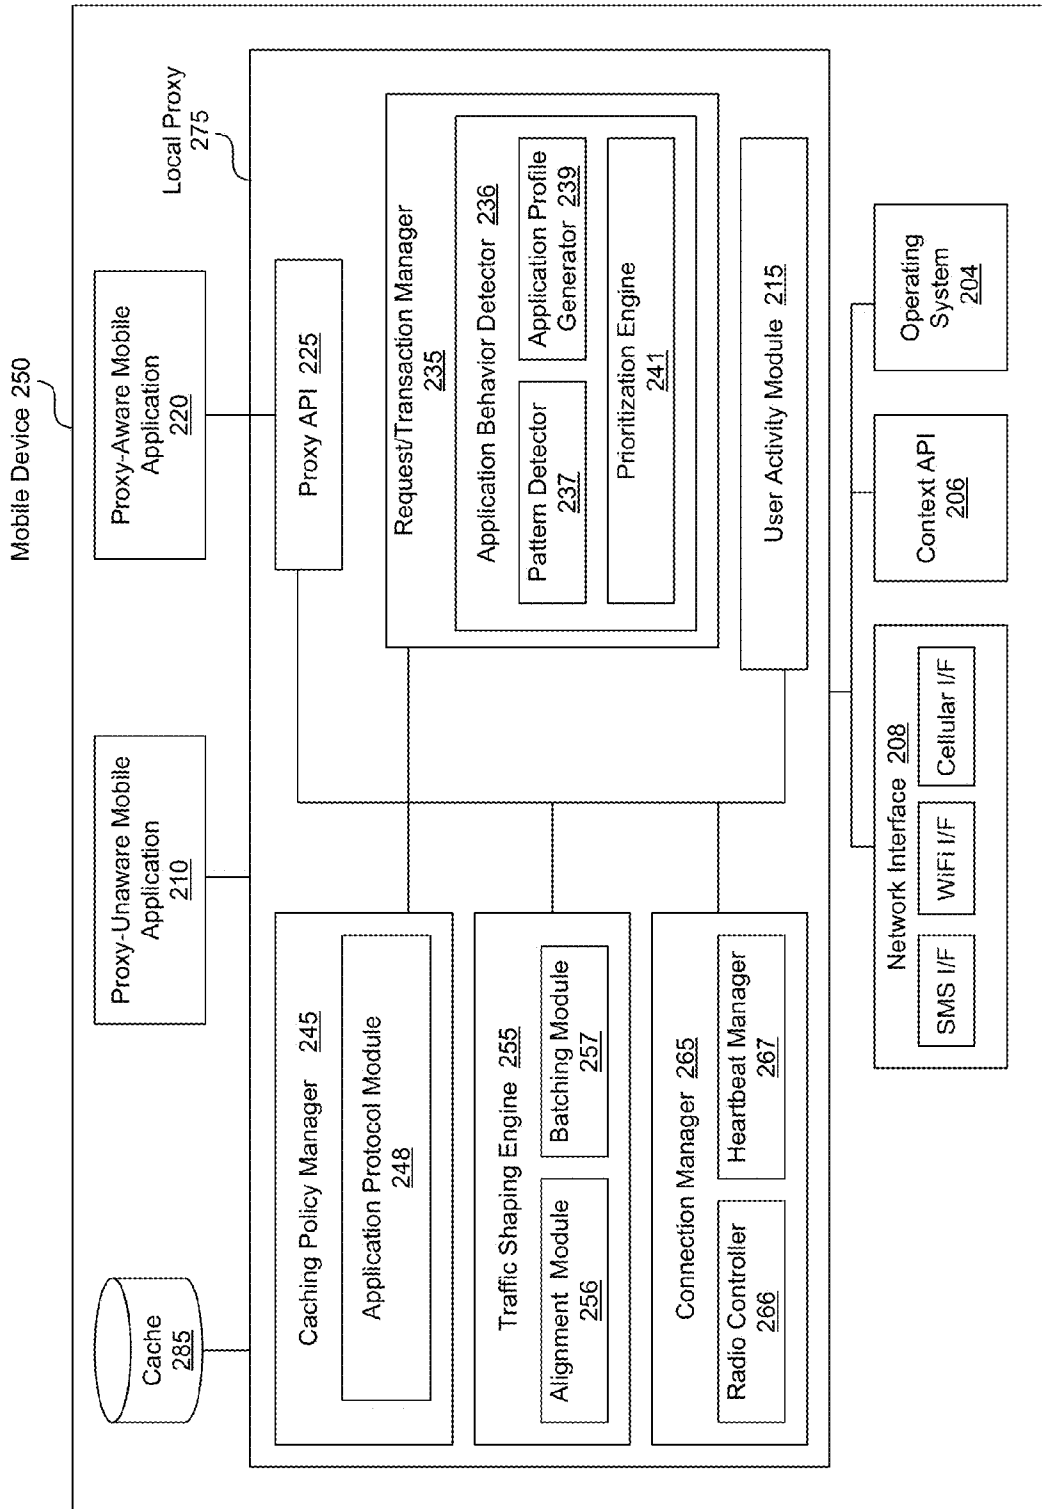 Mobile Device 250
Local Proxy
275
Cache
285
Proxy-Unaware Mobile
Application
210
Proxy-Aware Mobile
Application
220
Caching Policy Manager 245
Application Protocol Module
248
Traffic Shaping Engine 255
Alignment Module
256
Batching Module
257
Connection Manager 265
Radio Controller
266
Heartbeat Manager
267
Proxy API 225
Request/Transaction Manager
235
Application Behavior Detector 236
Pattern Detector
237
Application Profile
Generator 239
Prioritization Engine
241
User Activity Module 215
Network Interface 208
SMS I/F
WiFi I/F
Cellular I/F
Context API
206
Operating
System
204